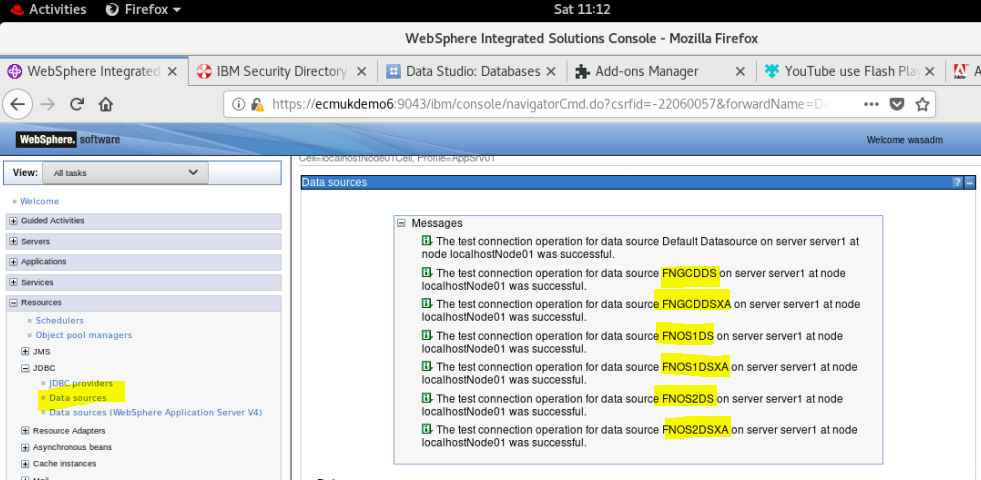 Activities Firefox Sat 11:12
WebSphere Integrated Solutions Console - Mozilla Firefox
WebSphere Integrated IBM Security Directory Data Studio: Databases Add-ons Manager YouTube use Flash Play A
https://ecmukdemo6:9043/ibm/console/navigatorCmd.do?csrfid=-22060057&forwardName=Da
WebSphere. software Welcome wasadm
View: All tasks
Welcome
Guided Activities
Servers
Applications
Services
Resources
Schedulers
Object pool managers
JMS
JDBC
JDBC providers
Data sources
Data sources (WebSphere Application Server V4)
Resource Adapters
Asynchronous beans
Cache instances
Mail
Cell=localhostNode01Cell, Profile=AppSrv01
Data sources ? –
Messages
The test connection operation for data source Default Datasource on server server1 at
node localhostNode01 was successful.
The test connection operation for data source FNGCDDS on server server1 at node
localhostNode01 was successful.
The test connection operation for data source FNGCDDSXA on server server1 at node
localhostNode01 was successful.
The test connection operation for data source FNOS1DS on server server1 at node
localhostNode01 was successful.
The test connection operation for data source FNOS1DSXA on server server1 at node
localhostNode01 was successful.
The test connection operation for data source FNOS2DS on server server1 at node
localhostNode01 was successful.
The test connection operation for data source FNOS2DSXA on server server1 at node
localhostNode01 was successful.